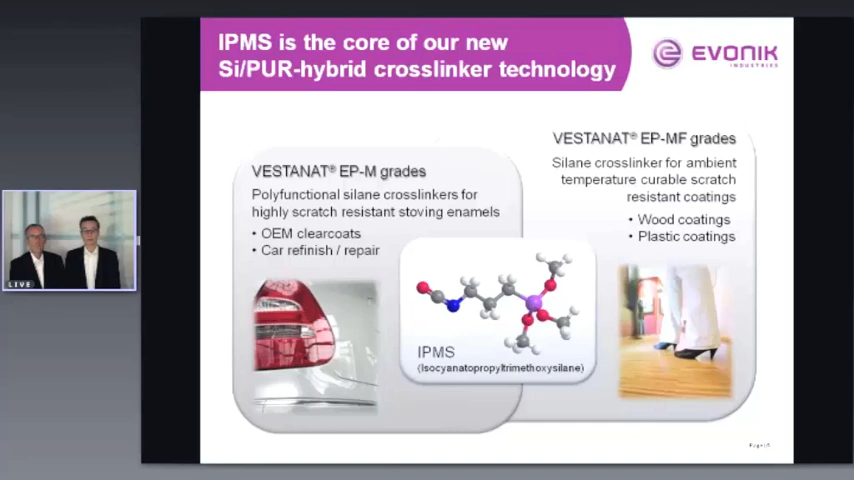 IPMS is the core of our new
Si/PUR-hybrid crosslinker technology
EVONIK
INDUSTRIES
VESTANAT® EP-M grades
Polyfunctional silane crosslinkers for
highly scratch resistant stoving enamels
• OEM clearcoats
• Car refinish / repair
VESTANAT® EP-MF grades
Silane crosslinker for ambient
temperature curable scratch
resistant coatings
• Wood coatings
• Plastic coatings
IPMS
(Isocyanatopropyltrimethoxysilane)
LIVE